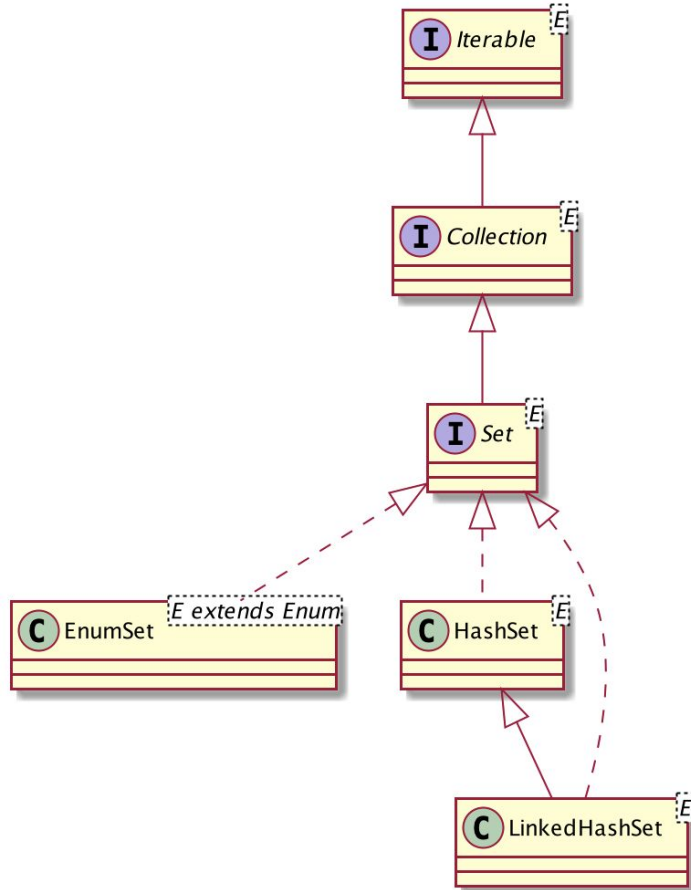 I Iterable E
I Collection E
I Set E
C EnumSet E extends Enum
C HashSet E
C LinkedHashSet E